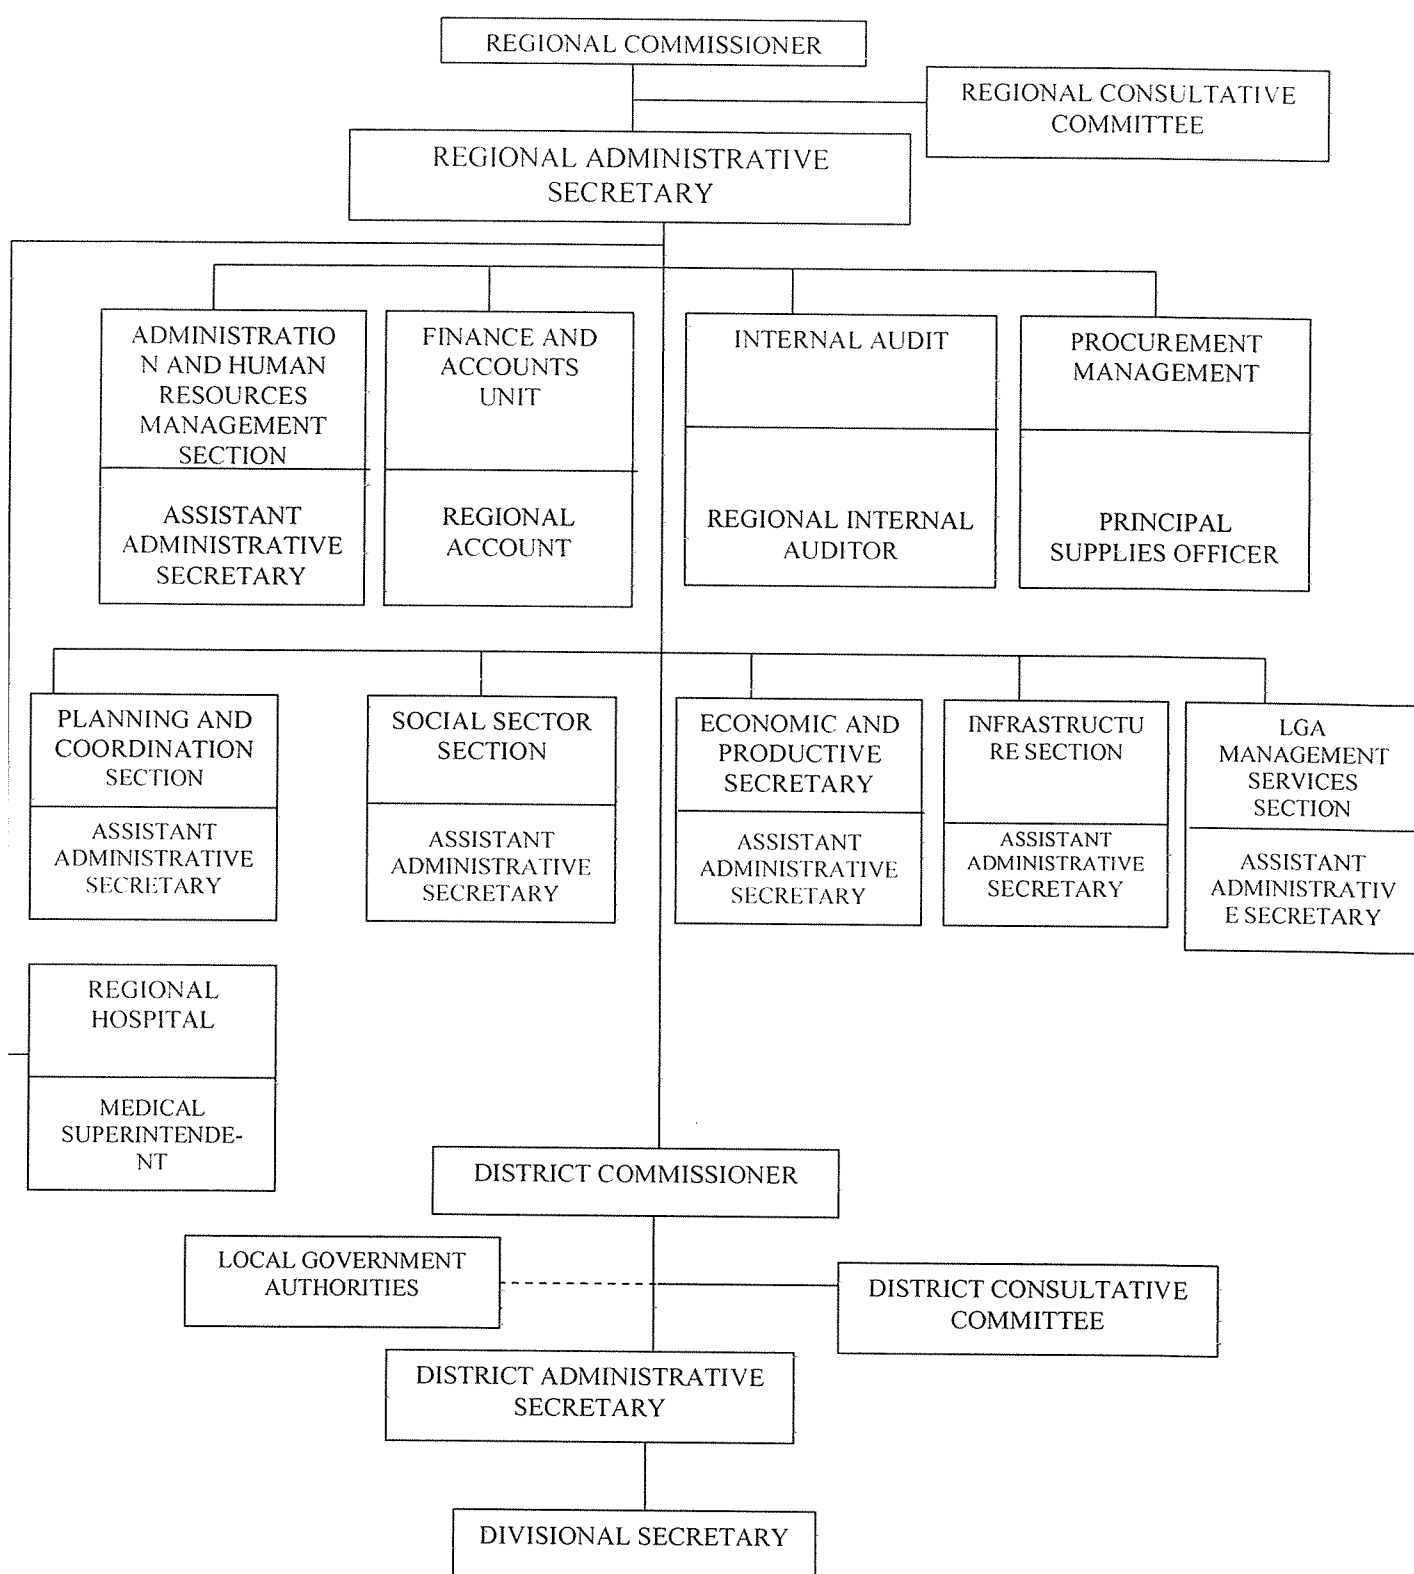 REGIONAL COMMISSIONER
REGIONAL CONSULTATIVE
COMMITTEE
REGIONAL ADMINISTRATIVE
SECRETARY
ADMINISTRATIO
N AND HUMAN
RESOURCES
MANAGEMENT
SECTION
ASSISTANT
ADMINISTRATIVE
SECRETARY
FINANCE AND
ACCOUNTS
UNIT
REGIONAL
ACCOUNT
INTERNAL AUDIT
REGIONAL INTERNAL
AUDITOR
PROCUREMENT
MANAGEMENT
PRINCIPAL
SUPPLIES OFFICER
PLANNING AND
COORDINATION
SECTION
ASSISTANT
ADMINISTRATIVE
SECRETARY
SOCIAL SECTOR
SECTION
ASSISTANT
ADMINISTRATIVE
SECRETARY
ECONOMIC AND
PRODUCTIVE
SECRETARY
ASSISTANT
ADMINISTRATIVE
SECRETARY
INFRASTRUCTU
RE SECTION
ASSISTANT
ADMINISTRATIVE
SECRETARY
LGA
MANAGEMENT
SERVICES
SECTION
ASSISTANT
ADMINISTRATIV
E SECRETARY
REGIONAL
HOSPITAL
MEDICAL
SUPERINTENDE-
NT
DISTRICT COMMISSIONER
LOCAL GOVERNMENT
AUTHORITIES
DISTRICT CONSULTATIVE
COMMITTEE
DISTRICT ADMINISTRATIVE
SECRETARY
DIVISIONAL SECRETARY